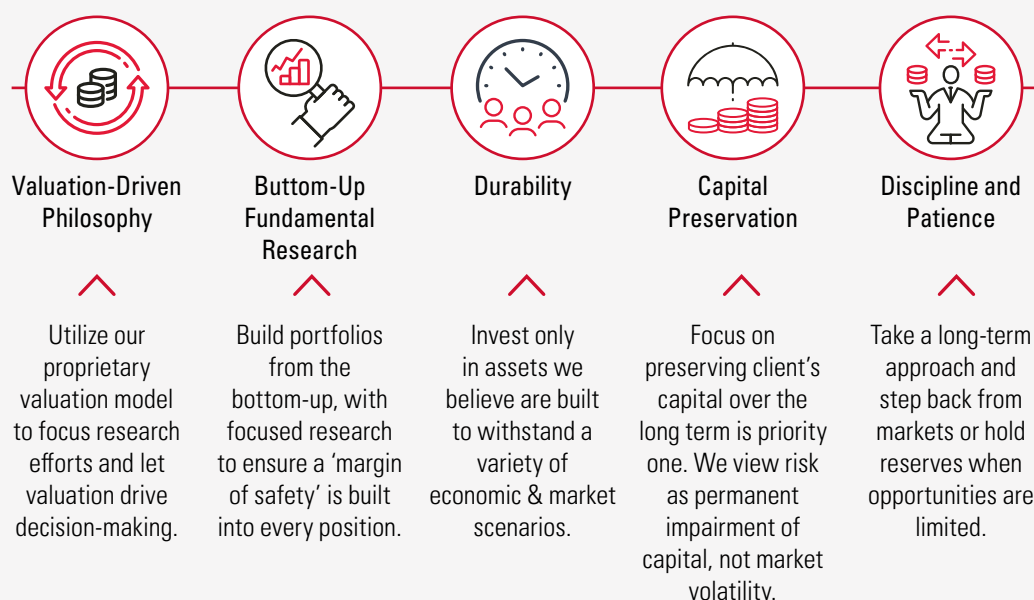 Valuation-Driven
Philosophy
Utilize our
proprietary
valuation model
to focus research
efforts and let
valuation drive
decision-making.
Buttom-Up
Fundamental
Research
Build portfolios
from the
bottom-up, with
focused research
to ensure a ‘margin
of safety’ is built
into every position.
Durability
Invest only
in assets we
believe are built
to withstand a
variety of
economic & market
scenarios.
Capital
Preservation
Focus on
preserving client’s
capital over the
long term is priority
one. We view risk
as permanent
impairment of
capital, not market
volatility.
Discipline and
Patience
Take a long-term
approach and
step back from
markets or hold
reserves when
opportunities are
limited.